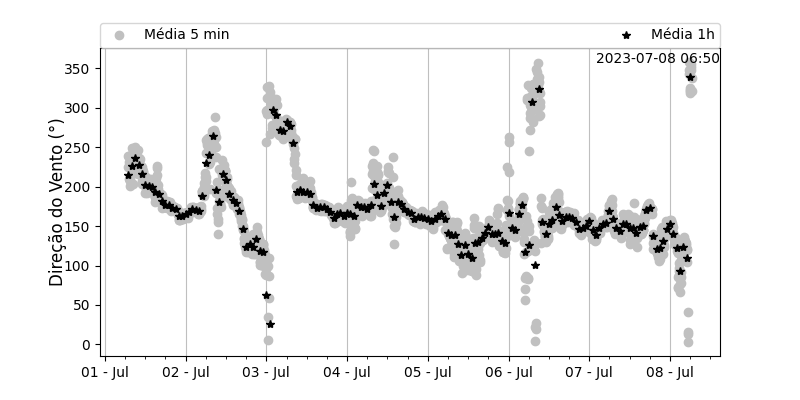 Média 5 min
Média 1h
2023-07-08 06:50
Direção do Vento (°)
350
300
250
200
150
100
50
0
01 - Jul
02 - Jul
03 - Jul
04 - Jul
05 - Jul
06 - Jul
07 - Jul
08 - Jul